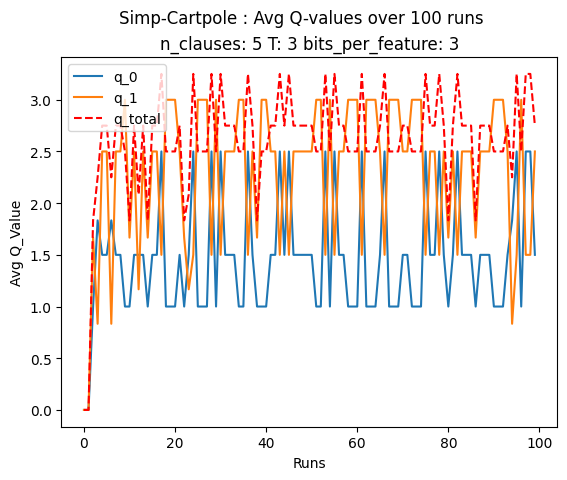 Simp-Cartpole : Avg Q-values over 100 runs
n_clauses: 5 T: 3 bits_per_feature: 3
q_0
q_1
q_total
3.0
2.5
2.0
1.5
1.0
0.5
0.0
Avg Q_Value
0
20
40
60
80
100
Runs